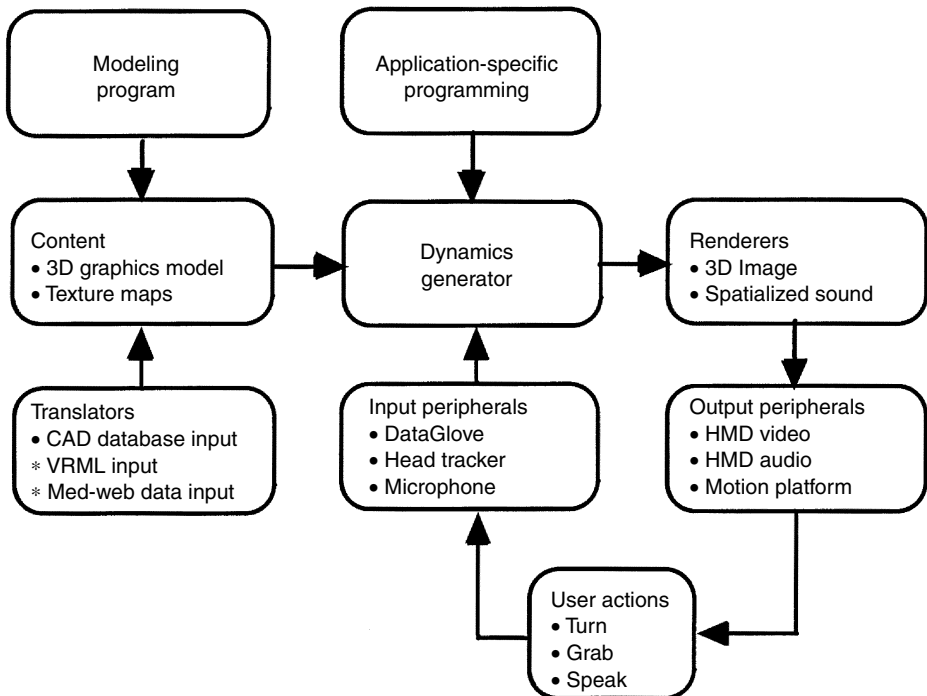 Modeling
program
Application-specific
programming
Content
• 3D graphics model
• Texture maps
Dynamics
generator
Renderers
• 3D Image
• Spatialized sound
Translators
• CAD database input
* VRML input
* Med-web data input
Input peripherals
• DataGlove
• Head tracker
• Microphone
Output peripherals
• HMD video
• HMD audio
• Motion platform
User actions
• Turn
• Grab
• Speak